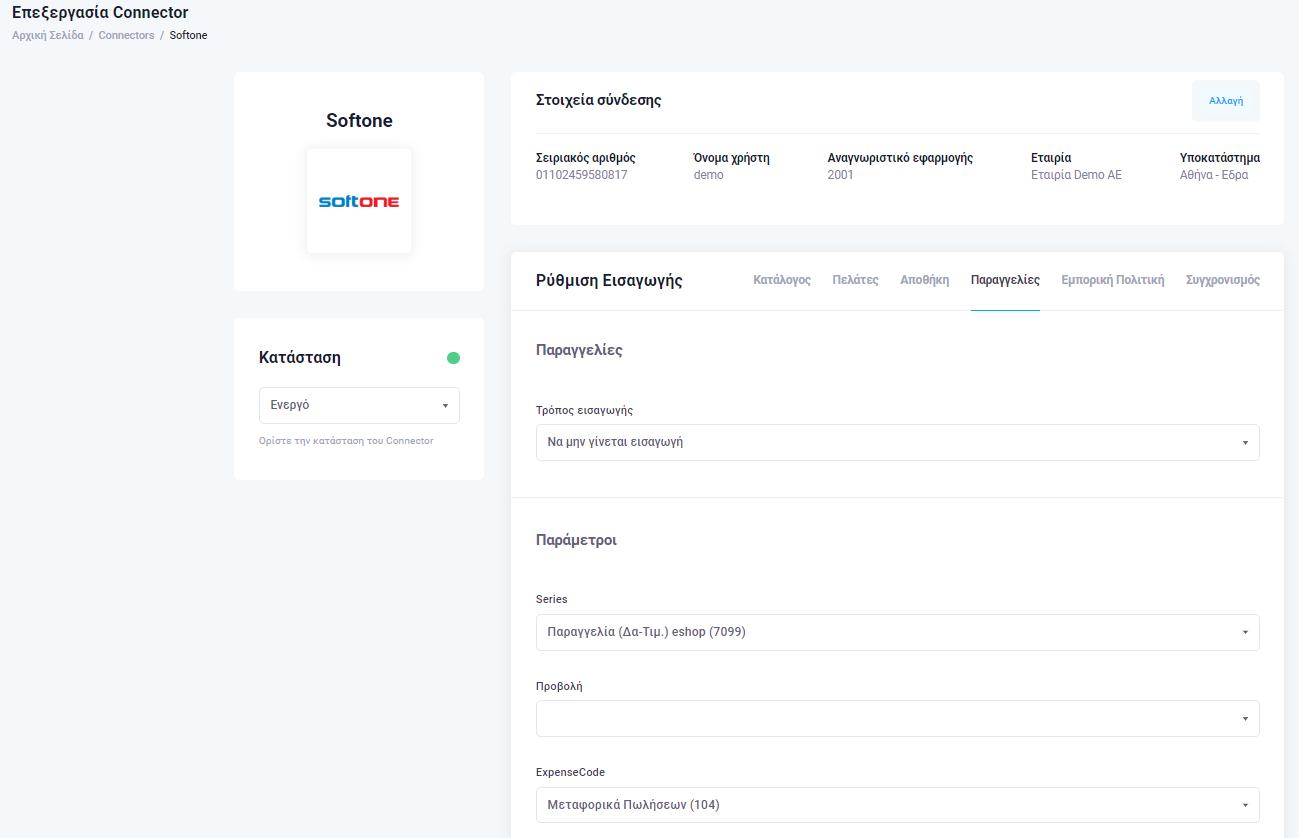 Επεξεργασία Connector
Αρχική Σελίδα / Connectors / Softone
Softone
softone
Κατάσταση
Ενεργό
Ορίστε την κατάσταση του Connector
Στοιχεία σύνδεσης
Αλλαγή
Σειριακός αριθμός Όνομα χρήστη Αναγνωριστικό εφαρμογής Εταιρία Υποκατάστημα
01102459580817 demo 2001 Εταιρία Demo ΑΕ Αθήνα - Εδρα
Ρύθμιση Εισαγωγής Κατάλογος Πελάτες Αποθήκη Παραγγελίες Εμπορική Πολιτική Συγχρονισμός
Παραγγελίες
Τρόπος εισαγωγής
Να μην γίνεται εισαγωγή
Παράμετροι
Series
Παραγγελία (Δα-Τιμ.) eshop (7099)
Προβολή
ExpenseCode
Μεταφορικά Πωλήσεων (104)